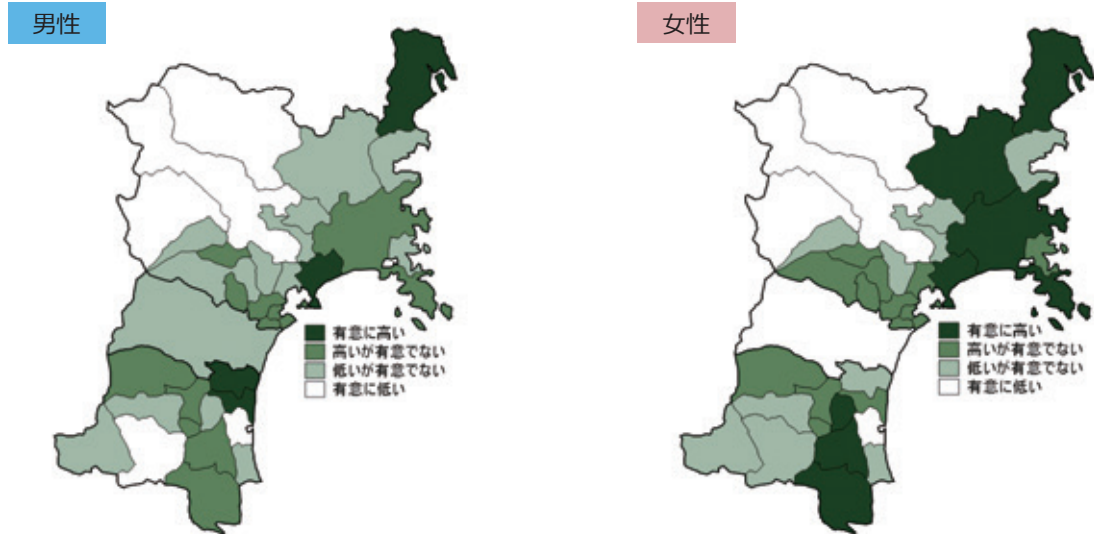 男性
有意に高い
高いが有意でない
低いが有意でない
有意に低い
女性
有意に高い
高いが有意でない
低いが有意でない
有意に低い